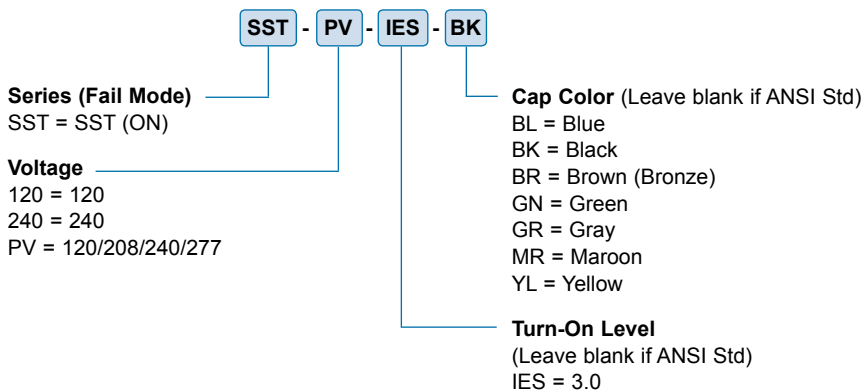 SST - PV - IES - BK
Series (Fail Mode)
SST = SST (ON)
Voltage
120 = 120
240 = 240
PV = 120/208/240/277
Cap Color (Leave blank if ANSI Std)
BL = Blue
BK = Black
BR = Brown (Bronze)
GN = Green
GR = Gray
MR = Maroon
YL = Yellow
Turn-On Level
(Leave blank if ANSI Std)
IES = 3.0